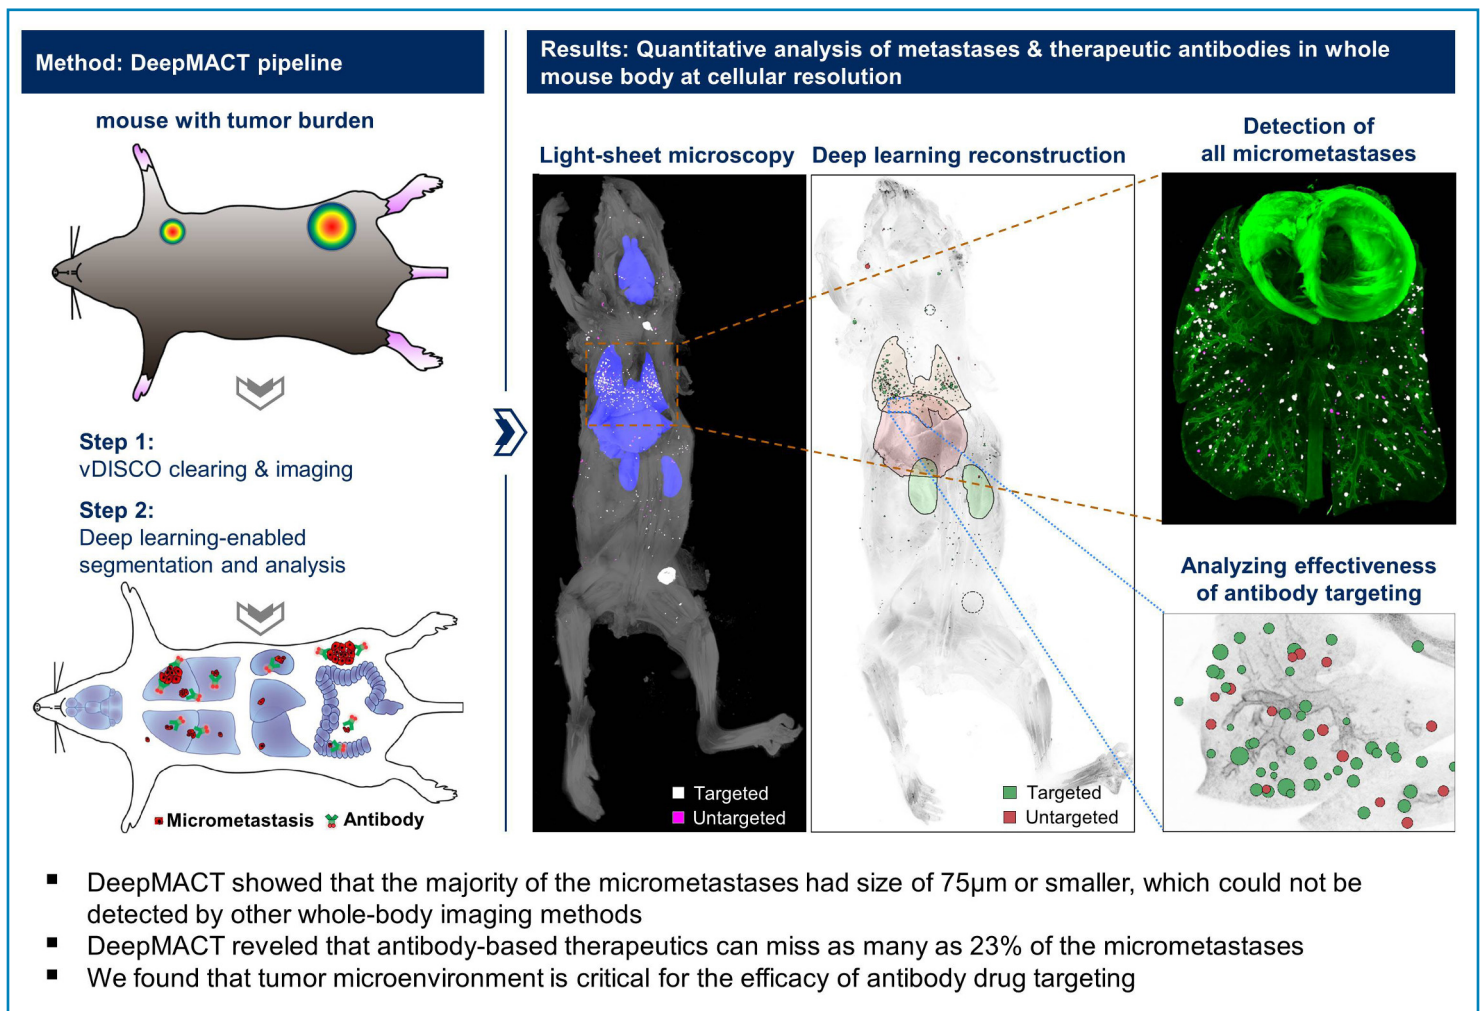 Method: DeepMACT pipeline
mouse with tumor burden
Step 1:
vDISCO clearing & imaging
Step 2:
Deep learning-enabled
segmentation and analysis
Micrometastasis
Antibody
Results: Quantitative analysis of metastases & therapeutic antibodies in whole
mouse body at cellular resolution
Light-sheet microscopy
Targeted
Untargeted
Deep learning reconstruction
Targeted
Untargeted
Detection of
all micrometastases
Analyzing effectiveness
of antibody targeting
▪ DeepMACT showed that the majority of the micrometastases had size of 75µm or smaller, which could not be
detected by other whole-body imaging methods
▪ DeepMACT reveled that antibody-based therapeutics can miss as many as 23% of the micrometastases
▪ We found that tumor microenvironment is critical for the efficacy of antibody drug targeting